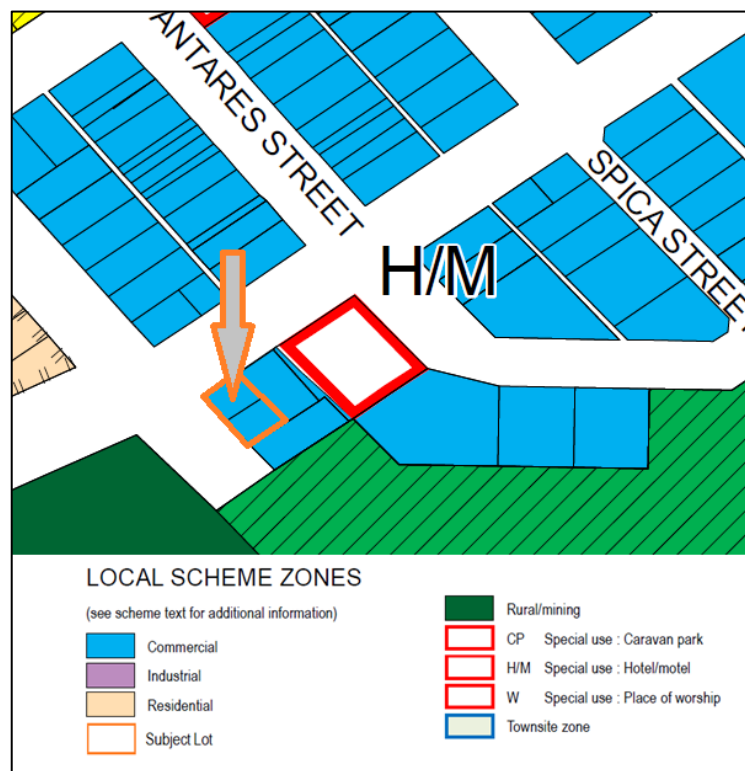 ANTARES STREET
SPICA STREET
H/M
LOCAL SCHEME ZONES
(see scheme text for additional information)
Commercial
Industrial
Residential
Subject Lot
Rural/mining
CP Special use : Caravan park
H/M Special use : Hotel/motel
W Special use : Place of worship
Townsite zone